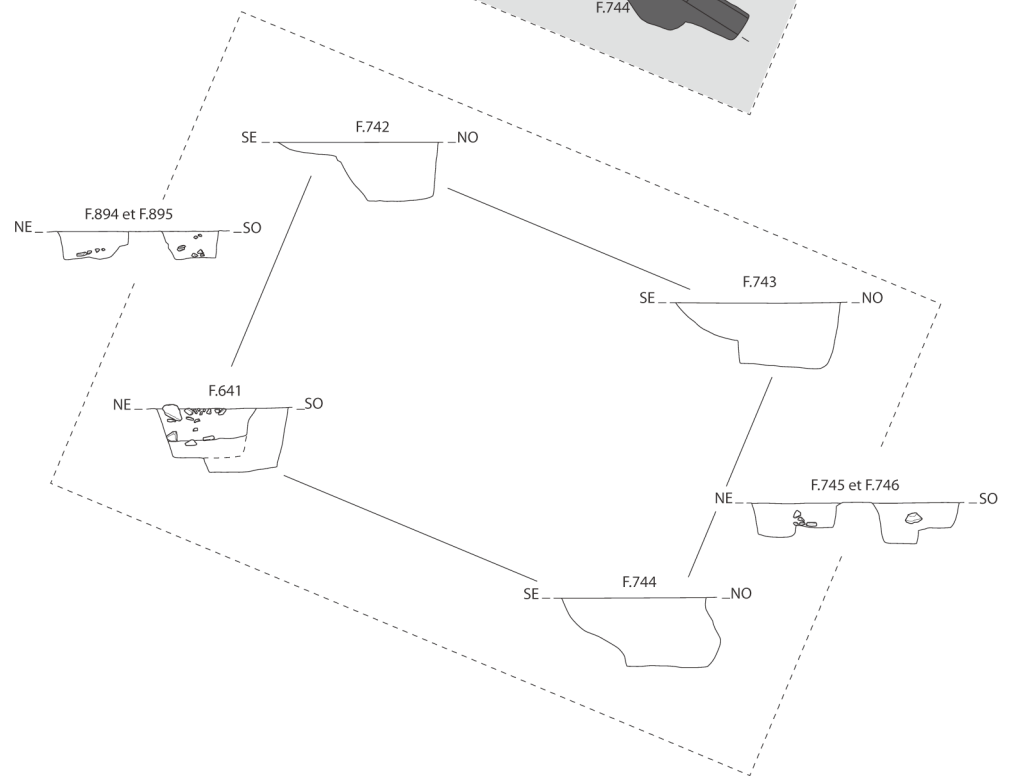 F.744
F.742
SE NO
F.894 et F.895
NE SO
F.743
SE NO
F.641
NE SO
F.745 et F.746
NE SO
F.744
SE NO